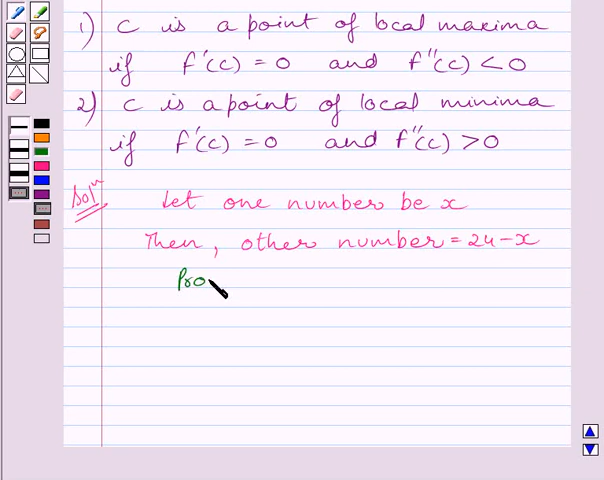 1) C is a point of local maxima
if f'(c) = 0 and f''(c) < 0
2) C is a point of local minima
if f'(c) = 0 and f''(c) > 0
Solⁿ Let one number be x
Then, other number = 24 - x
Pro